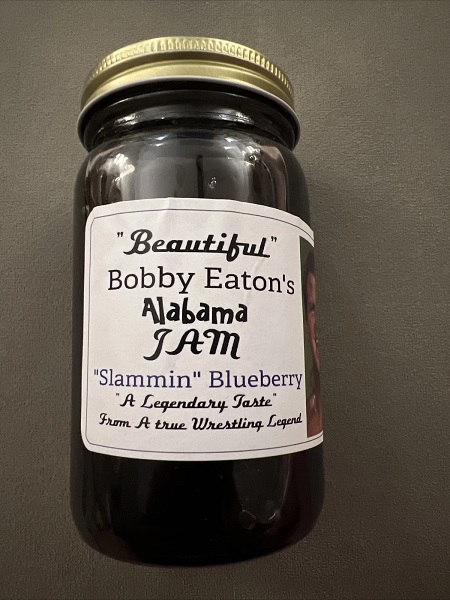 "Beautiful"
Bobby Eaton's
Alabama
JAM
"Slammin" Blueberry
"A Legendary Taste"
From A true Wrestling Legend